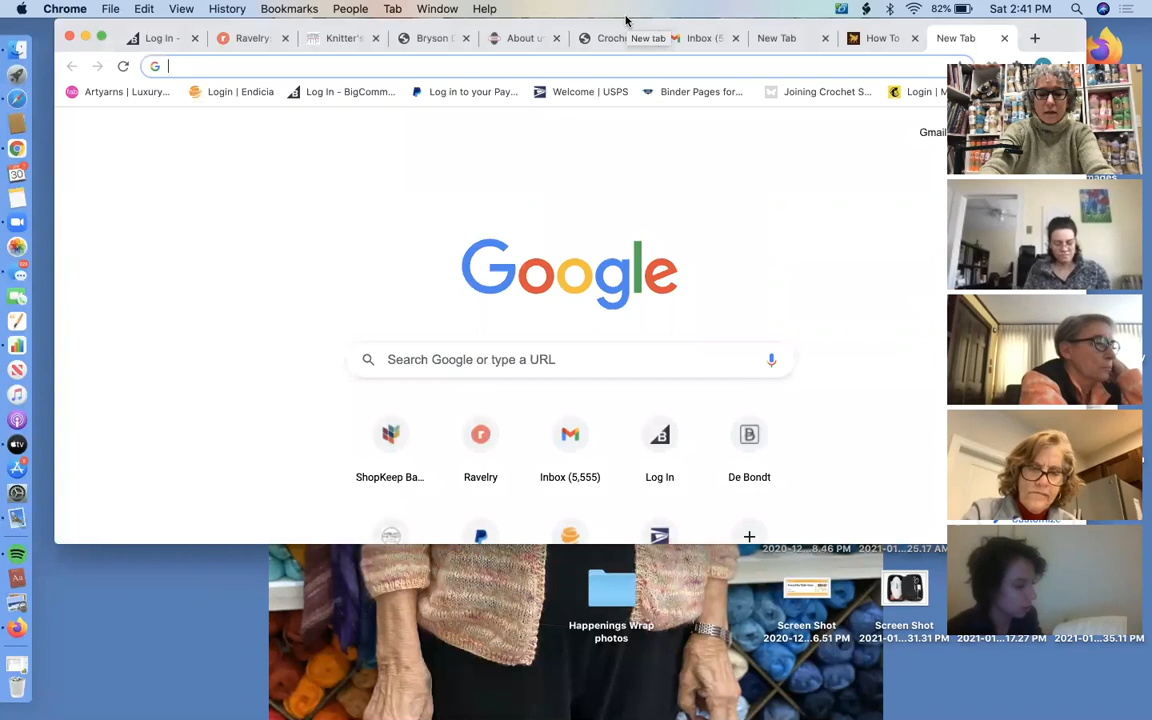 Chrome File Edit View History Bookmarks People Tab Window Help 82% Sat 2:41 PM
Log In - Ravelry: Knitter's Bryson D About u Croch New tab Inbox (5 New Tab How To New Tab
Artyarns | Luxury... Login | Endicia Log In - BigComm... Log in to your Pay... Welcome | USPS Binder Pages for... Joining Crochet S... Login | M
Gmail
Google
Search Google or type a URL
ShopKeep Ba... Ravelry Inbox (5,555) Log In De Bondt
Customize
2020-12...8.46 PM 2021-01...25.17 AM
Happenings Wrap
photos
Screen Shot
2020-12...6.51 PM
Screen Shot
2021-01...31.31 PM
2021-01...17.27 PM
2021-01...35.11 PM
30